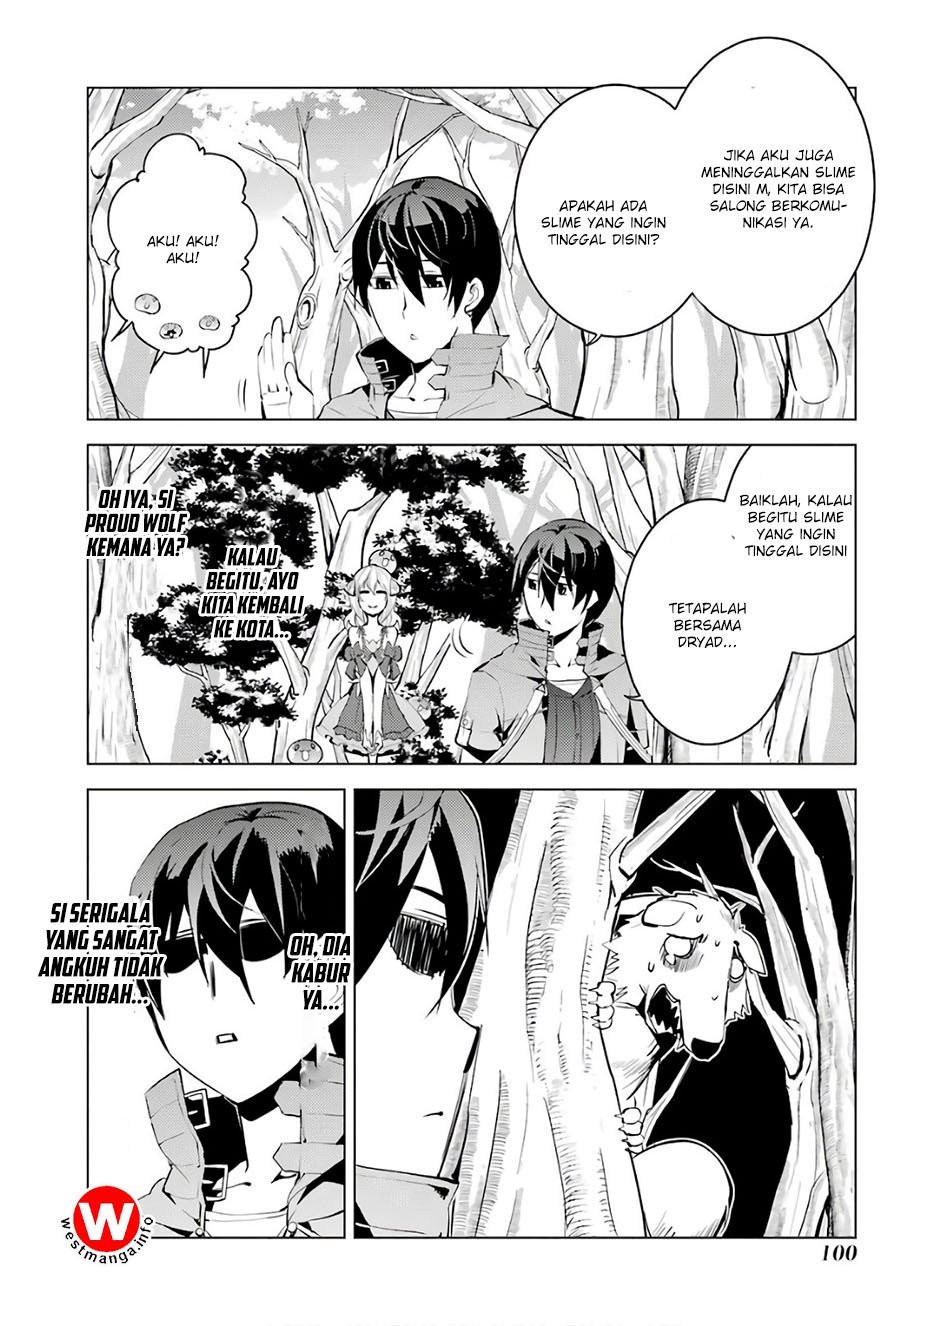 JIKA AKU JUGA
MENINGGALKAN SLIME
DISINI M, KITA BISA
SALONG BERKOMU-
NIKASI YA.
APAKAH ADA
SLIME YANG INGIN
TINGGAL DISINI?
AKU! AKU!
AKU!
BAIKLAH, KALAU
BEGITU SLIME
YANG INGIN
TINGGAL DISINI
TETAPALAH
BERSAMA
DRYAD...
KALAU
BEGITU, AYO
KITA KEMBALI
KE KOTA...
OH IYA, SI
PROUD WOLF
KEMANA YA?
OH, DIA
KABUR
YA...
SI SERIGALA
YANG SANGAT
ANGKUH TIDAK
BERUBAH...
W
westmanga.info
100